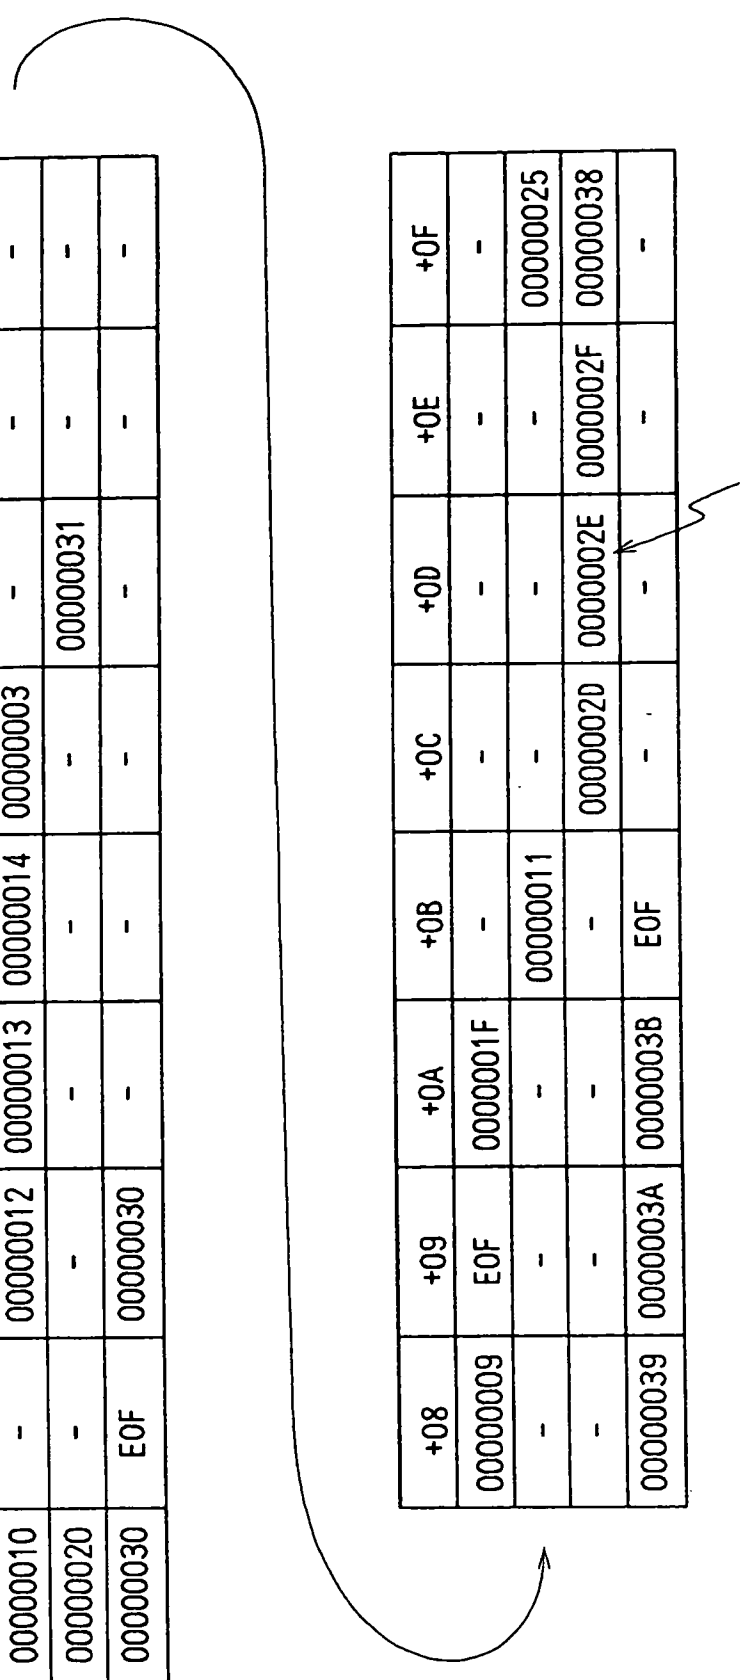 00000010 - 00000012 00000013 00000014 00000003 - - -
00000020 - - - - - 00000031 - -
00000030 EOF 00000030 - - - - - -
+08 +09 +0A +0B +0C +0D +0E +0F
00000009 EOF 0000001F - - - - -
- - - 00000011 - - - 00000025
- - - - 0000002D 0000002E 0000002F 00000038
00000039 0000003A 0000003B EOF - - - -